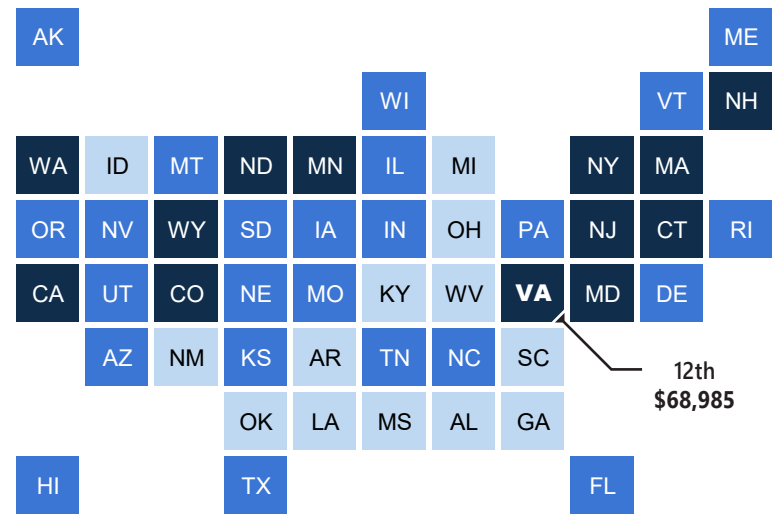 AK ME
WI VT NH
WA ID MT ND MN IL MI NY MA
OR NV WY SD IA IN OH PA NJ CT RI
CA UT CO NE MO KY WV VA MD DE
AZ NM KS AR TN NC SC
12th
$68,985
OK LA MS AL GA
HI TX FL